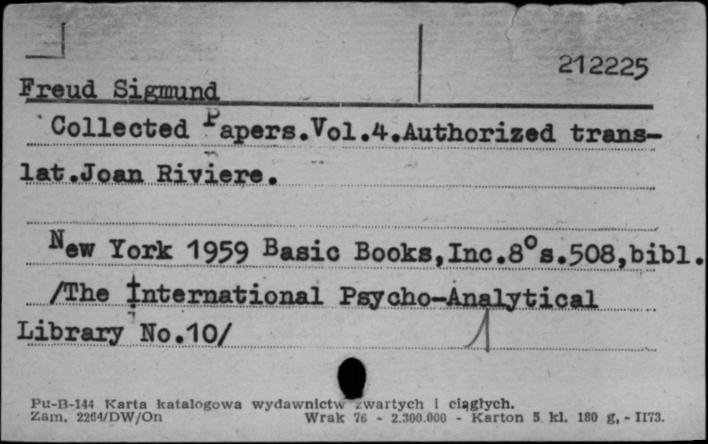 212225
Freud Sigmund
Collected Papers.Vol.4.Authorized trans-
lat.Joan Riviere.
New York 1959 Basic Books,Inc.8°s.508,bibl.
/The International Psycho-Analytical
Library No.10/
1
Pu-B-144 Karta katalogowa wydawnictw zwartych i ciągłych.
Zam. 2264/DW/On Wrak 76 - 2.300.000 - Karton 5 kl. 180 g, - II73.